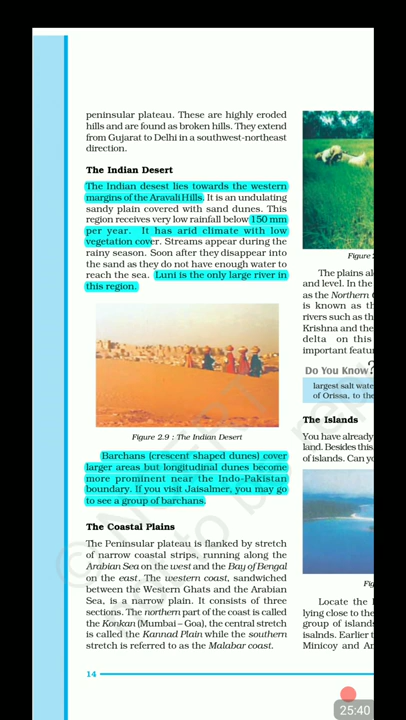 peninsular plateau. These are highly eroded
hills and are found as broken hills. They extend
from Gujarat to Delhi in a southwest-northeast
direction.
The Indian Desert
The Indian desest lies towards the western
margins of the Aravali Hills. It is an undulating
sandy plain covered with sand dunes. This
region receives very low rainfall below 150 mm
per year. It has arid climate with low
vegetation cover. Streams appear during the
rainy season. Soon after they disappear into
the sand as they do not have enough water to
reach the sea. Luni is the only large river in
this region.
Figure 2.9 : The Indian Desert
Barchans (crescent shaped dunes) cover
larger areas but longitudinal dunes become
more prominent near the Indo-Pakistan
boundary. If you visit Jaisalmer, you may go
to see a group of barchans.
The Coastal Plains
The Peninsular plateau is flanked by stretch
of narrow coastal strips, running along the
Arabian Sea on the west and the Bay of Bengal
on the east. The western coast, sandwiched
between the Western Ghats and the Arabian
Sea, is a narrow plain. It consists of three
sections. The northern part of the coast is called
the Konkan (Mumbai – Goa), the central stretch
is called the Kannad Plain while the southern
stretch is referred to as the Malabar coast.
14
Figure
The plains
and level. In the
as the Northern
is known as
rivers such as
Krishna and the
delta on this
important
Do You Know?
largest salt
of Orissa, to the
The Islands
You have already
land. Besides this
of islands. Can
Locate the
lying close to the
group of islands
isalnds. Earlier
Minicoy and
25:40